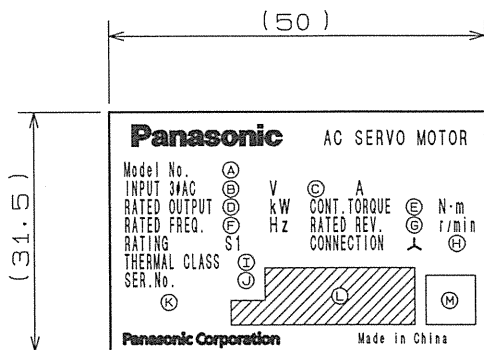 (50)
(31.5)
Panasonic AC SERVO MOTOR
Model No. Ⓐ
INPUT 3φAC Ⓑ V Ⓒ A
RATED OUTPUT Ⓓ kW CONT.TORQUE Ⓔ N·m
RATED FREQ. Ⓕ Hz RATED REV. Ⓖ r/min
RATING S1 CONNECTION 人 Ⓗ
THERMAL CLASS Ⓘ
SER.No. Ⓙ
Ⓚ Ⓛ Ⓜ
Panasonic Corporation Made in China